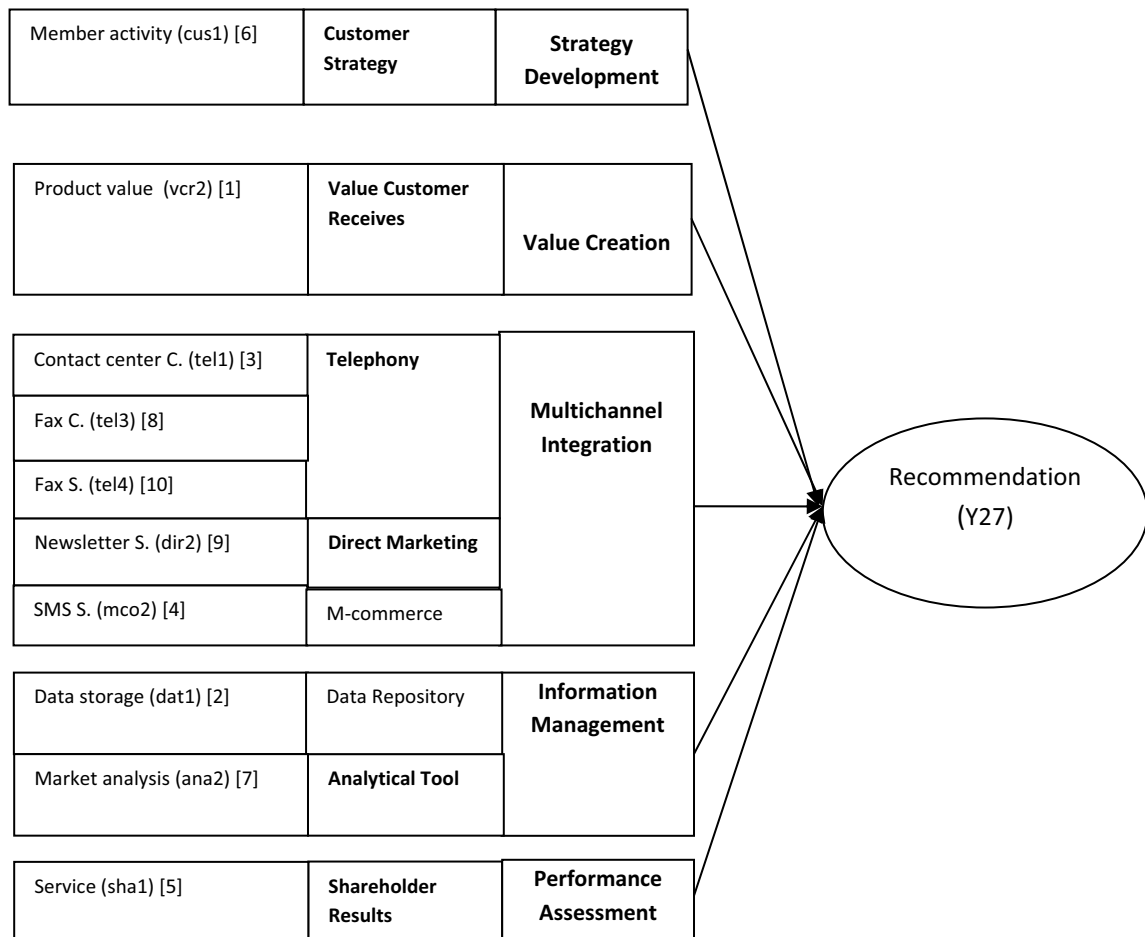 Member activity (cus1) [6]
Customer
Strategy
Strategy
Development
Product value  (vcr2) [1]
Value Customer
Receives
Value Creation
Contact center C. (tel1) [3]
Telephony
Fax C. (tel3) [8]
Fax S. (tel4) [10]
Multichannel
Integration
Newsletter S. (dir2) [9]
Direct Marketing
SMS S. (mco2) [4]
M-commerce
Recommendation
(Y27)
Data storage (dat1) [2]
Data Repository
Information
Management
Market analysis (ana2) [7]
Analytical Tool
Service (sha1) [5]
Shareholder
Results
Performance
Assessment